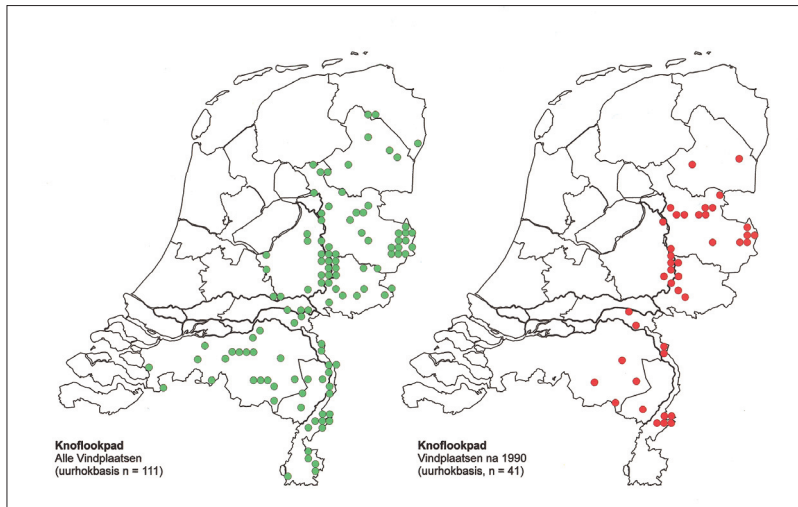 Knoflookpad
Alle Vindplaatsen
(uurhokbasis n = 111)
Knoflookpad
Vindplaatsen na 1990
(uurhokbasis, n = 41)